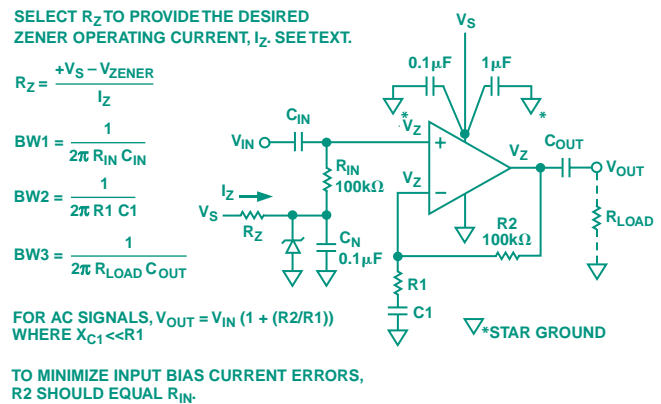 SELECT RZ TO PROVIDE THE DESIRED
ZENER OPERATING CURRENT, IZ. SEE TEXT.
RZ = +VS – VZENER
IZ
BW1 = 1
2π RIN CIN
BW2 = 1
2π R1 C1
BW3 = 1
2π RLOAD COUT
FOR AC SIGNALS, VOUT = VIN (1 + (R2/R1))
WHERE XC1 <<R1
TO MINIMIZE INPUT BIAS CURRENT ERRORS,
R2 SHOULD EQUAL RIN.
VS
0.1µF
1µF
*
*
CIN
VIN
VZ
+
RIN
100kΩ
VZ
–
VZ
COUT
VOUT
IZ
VS
RZ
CN
0.1µF
R2
100kΩ
RLOAD
R1
C1
*STAR GROUND